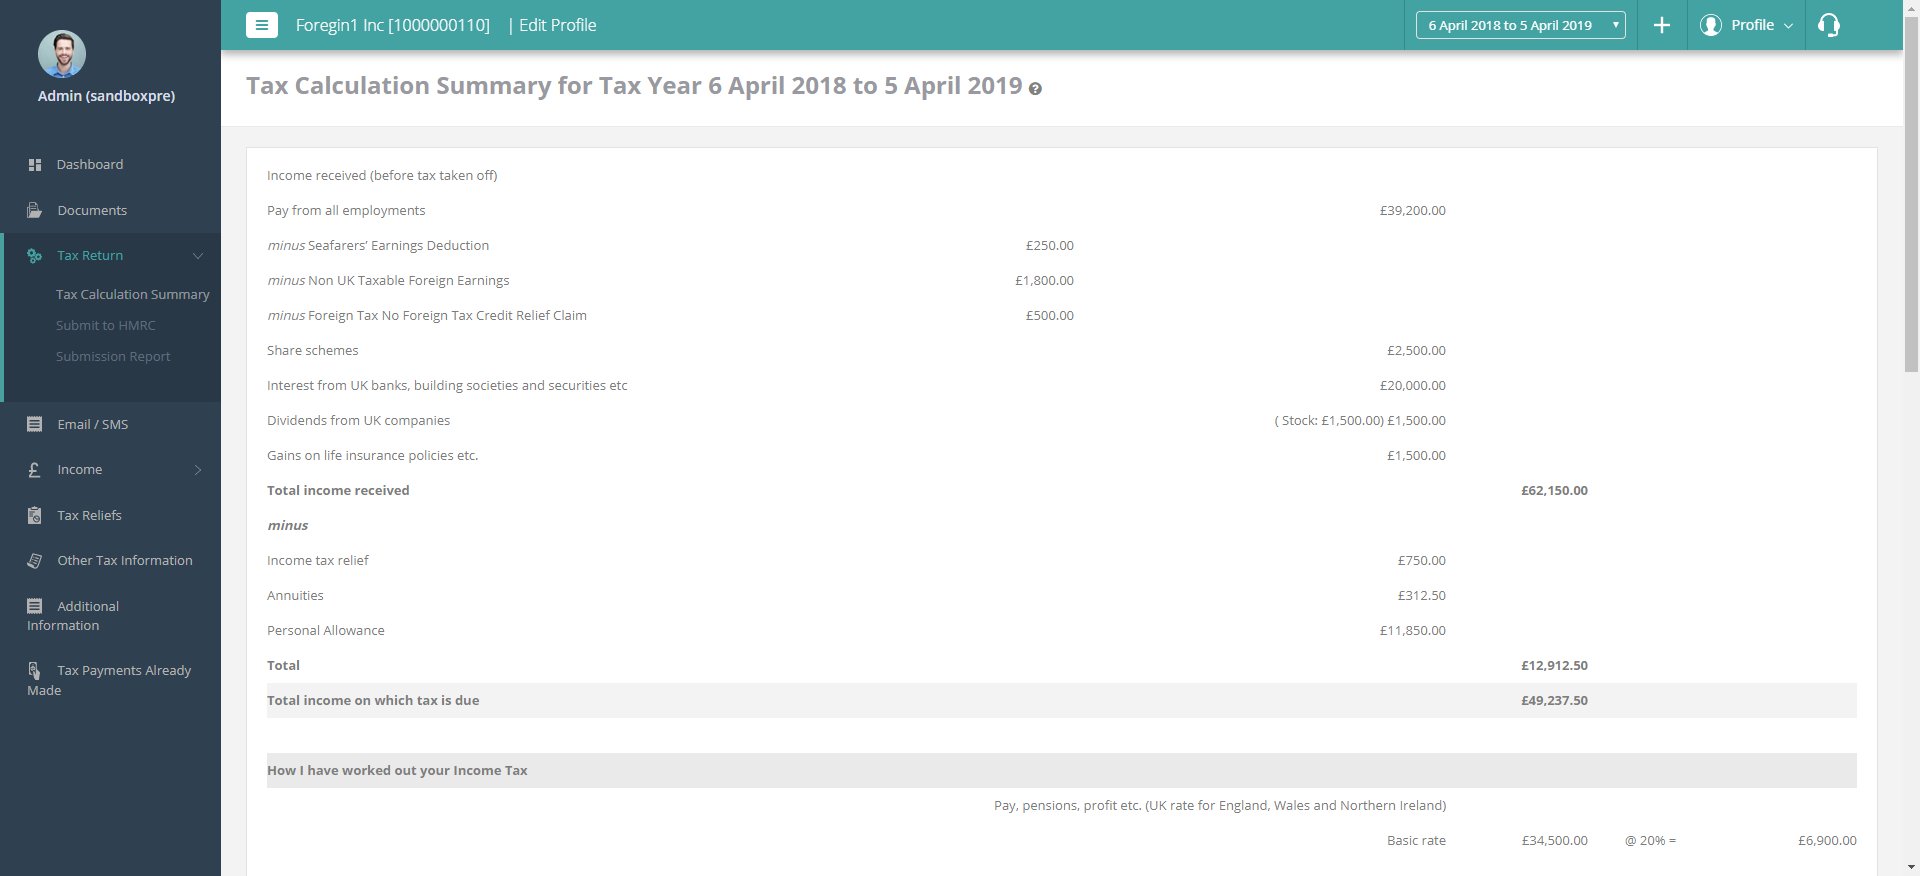 Foregin1 Inc [1000000110] | Edit Profile
6 April 2018 to 5 April 2019
Profile
Admin (sandboxpre)
Dashboard
Documents
Tax Return
Tax Calculation Summary
Submit to HMRC
Submission Report
Email / SMS
Income
Tax Reliefs
Other Tax Information
Additional
Information
Tax Payments Already
Made
Tax Calculation Summary for Tax Year 6 April 2018 to 5 April 2019 ?
Income received (before tax taken off)
Pay from all employments £39,200.00
minus Seafarers’ Earnings Deduction £250.00
minus Non UK Taxable Foreign Earnings £1,800.00
minus Foreign Tax No Foreign Tax Credit Relief Claim £500.00
Share schemes £2,500.00
Interest from UK banks, building societies and securities etc £20,000.00
Dividends from UK companies ( Stock: £1,500.00) £1,500.00
Gains on life insurance policies etc. £1,500.00
Total income received £62,150.00
minus
Income tax relief £750.00
Annuities £312.50
Personal Allowance £11,850.00
Total £12,912.50
Total income on which tax is due £49,237.50
How I have worked out your Income Tax
Pay, pensions, profit etc. (UK rate for England, Wales and Northern Ireland)
Basic rate £34,500.00 @ 20% = £6,900.00